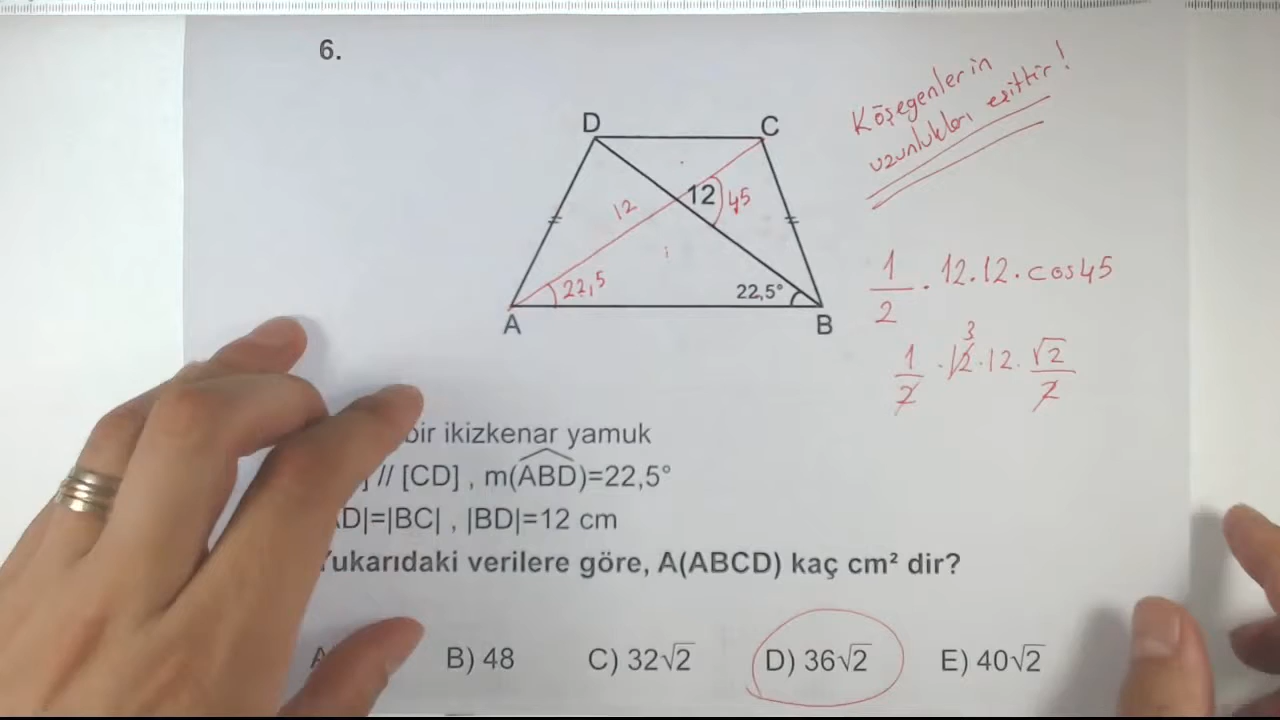 6.
Köşegenlerin
uzunlukları eşittir!
D C
12 12 45
22,5 22,5°
A B
1/2 . 12.12. cos45
3
1/2 . 12.12. √2/2
bir ikizkenar yamuk
] // [CD] , m(ABD)=22,5°
D|=|BC| , |BD|=12 cm
Yukarıdaki verilere göre, A(ABCD) kaç cm² dir?
B) 48 C) 32√2 D) 36√2 E) 40√2